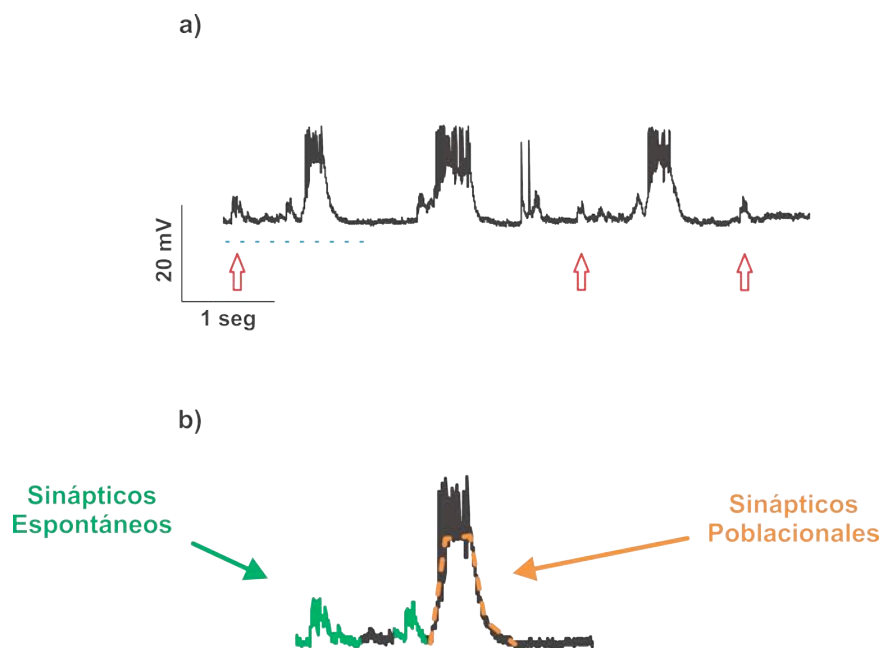 a)
20 mV
1 seg
b)
Sinápticos
Espontáneos
Sinápticos
Poblacionales